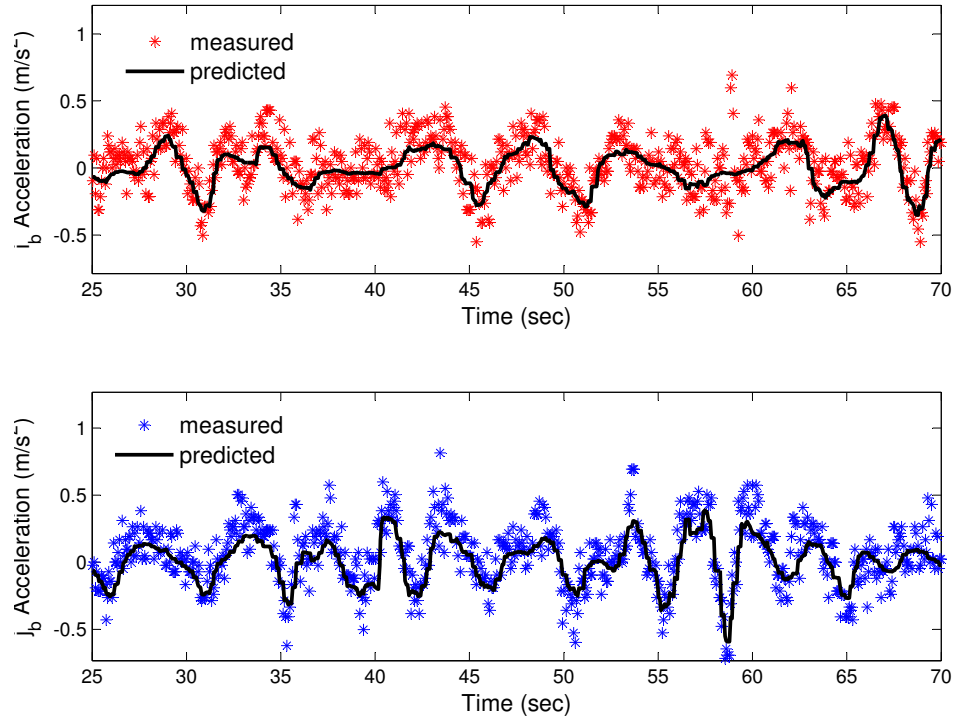 measured
predicted
i_b Acceleration (m/s²)
1
0.5
0
-0.5
25 30 35 40 45 50 55 60 65 70
Time (sec)
measured
predicted
j_b Acceleration (m/s²)
1
0.5
0
-0.5
25 30 35 40 45 50 55 60 65 70
Time (sec)